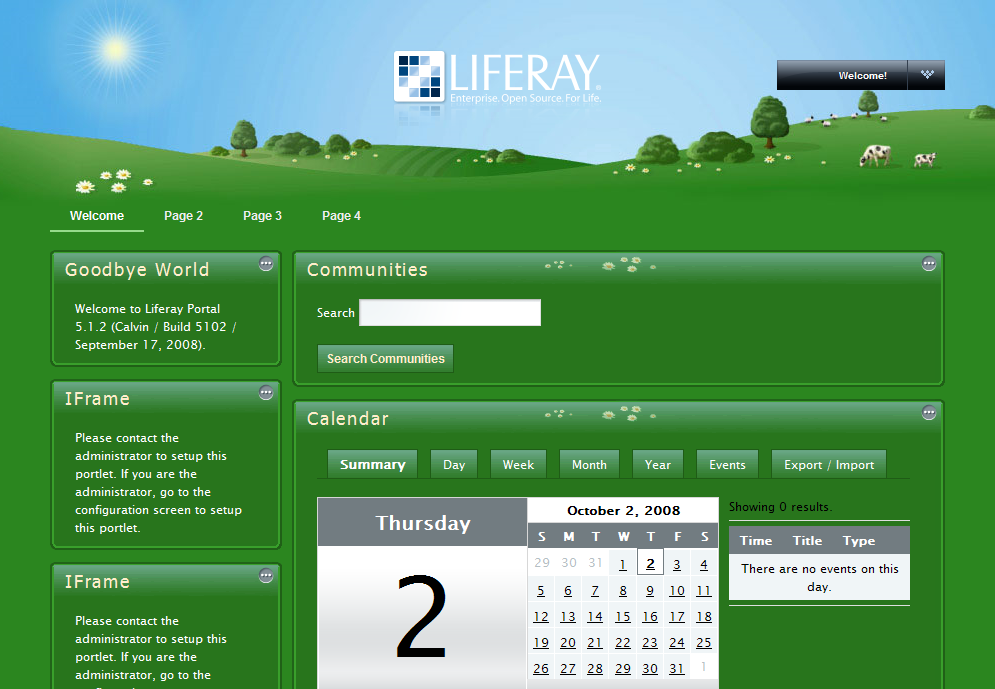 LIFERAY
Enterprise. Open Source. For Life.
Welcome!
Welcome Page 2 Page 3 Page 4
Goodbye World
Welcome to Liferay Portal
5.1.2 (Calvin / Build 5102 /
September 17, 2008).
IFrame
Please contact the
administrator to setup this
portlet. If you are the
administrator, go to the
configuration screen to setup
this portlet.
IFrame
Please contact the
administrator to setup this
portlet. If you are the
administrator, go to the
Communities
Search
Search Communities
Calendar
Summary Day Week Month Year Events Export / Import
Thursday
2
October 2, 2008
S M T W T F S
29 30 31 1 2 3 4
5 6 7 8 9 10 11
12 13 14 15 16 17 18
19 20 21 22 23 24 25
26 27 28 29 30 31 1
Showing 0 results.
Time Title Type
There are no events on this
day.